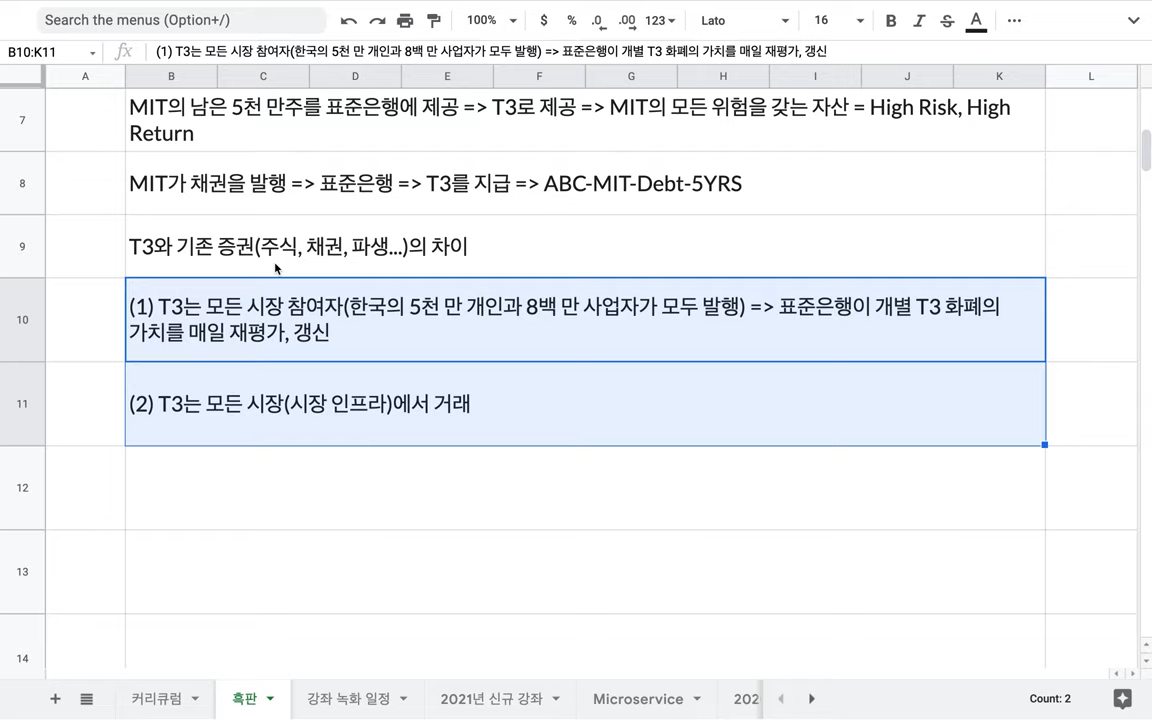 Search the menus (Option+/)
100%
$ % .0 .00 123
Lato
16
B I S A
B10:K11
fx
(1) T3는 모든 시장 참여자(한국의 5천 만 개인과 8백 만 사업자가 모두 발행) => 표준은행이 개별 T3 화폐의 가치를 매일 재평가, 갱신
A B C D E F G H I J K L
7
MIT의 남은 5천 만주를 표준은행에 제공 => T3로 제공 => MIT의 모든 위험을 갖는 자산 = High Risk, High
Return
8
MIT가 채권을 발행 => 표준은행 => T3를 지급 => ABC-MIT-Debt-5YRS
9
T3와 기존 증권(주식, 채권, 파생...)의 차이
10
(1) T3는 모든 시장 참여자(한국의 5천 만 개인과 8백 만 사업자가 모두 발행) => 표준은행이 개별 T3 화폐의
가치를 매일 재평가, 갱신
11
(2) T3는 모든 시장(시장 인프라)에서 거래
12
13
14
커리큘럼
흑판
강좌 녹화 일정
2021년 신규 강좌
Microservice
202
Count: 2